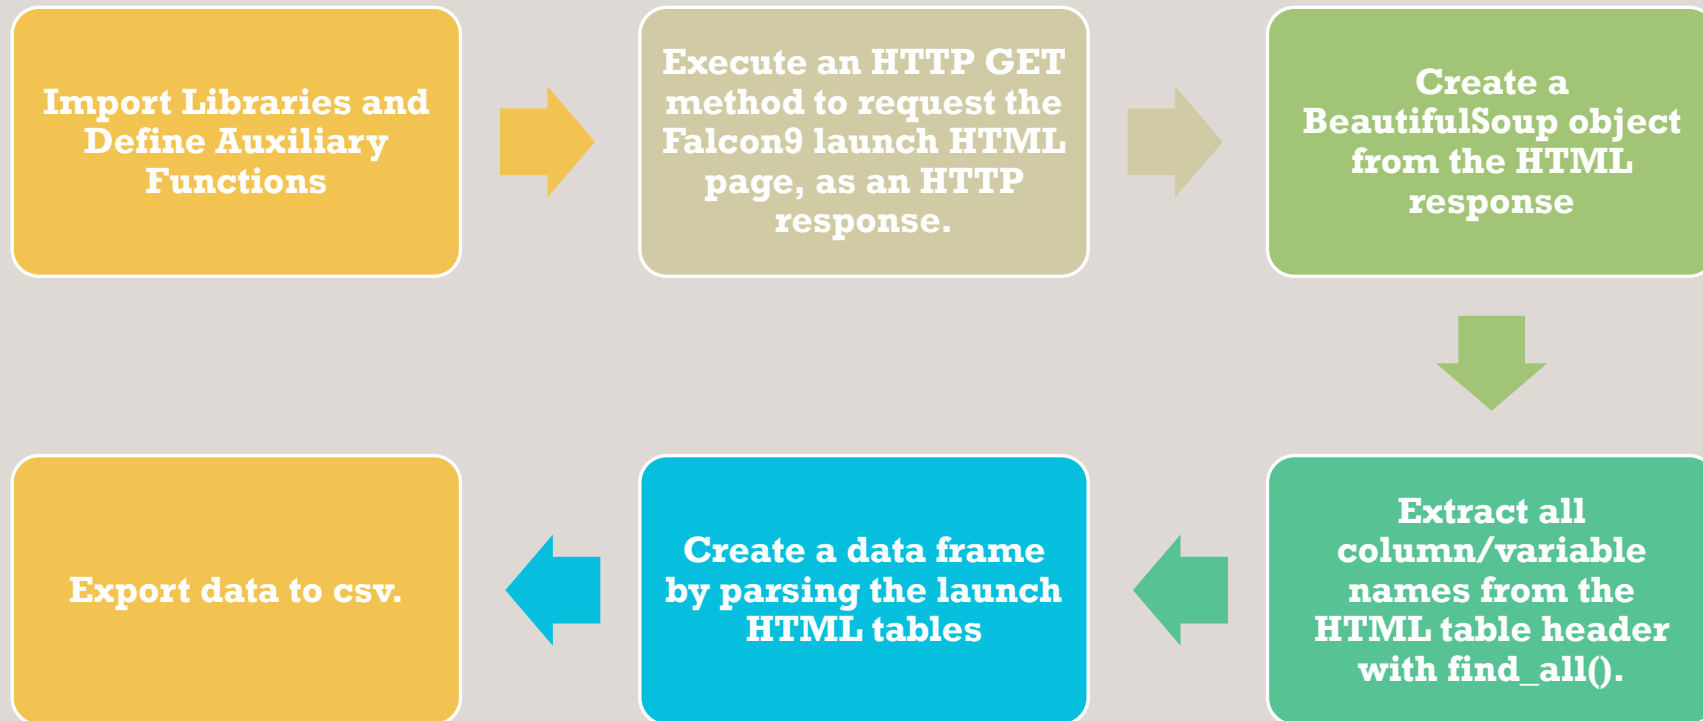 Import Libraries and
Define Auxiliary
Functions
Execute an HTTP GET
method to request the
Falcon9 launch HTML
page, as an HTTP
response.
Create a
BeautifulSoup object
from the HTML
response
Extract all
column/variable
names from the
HTML table header
with find_all().
Create a data frame
by parsing the launch
HTML tables
Export data to csv.